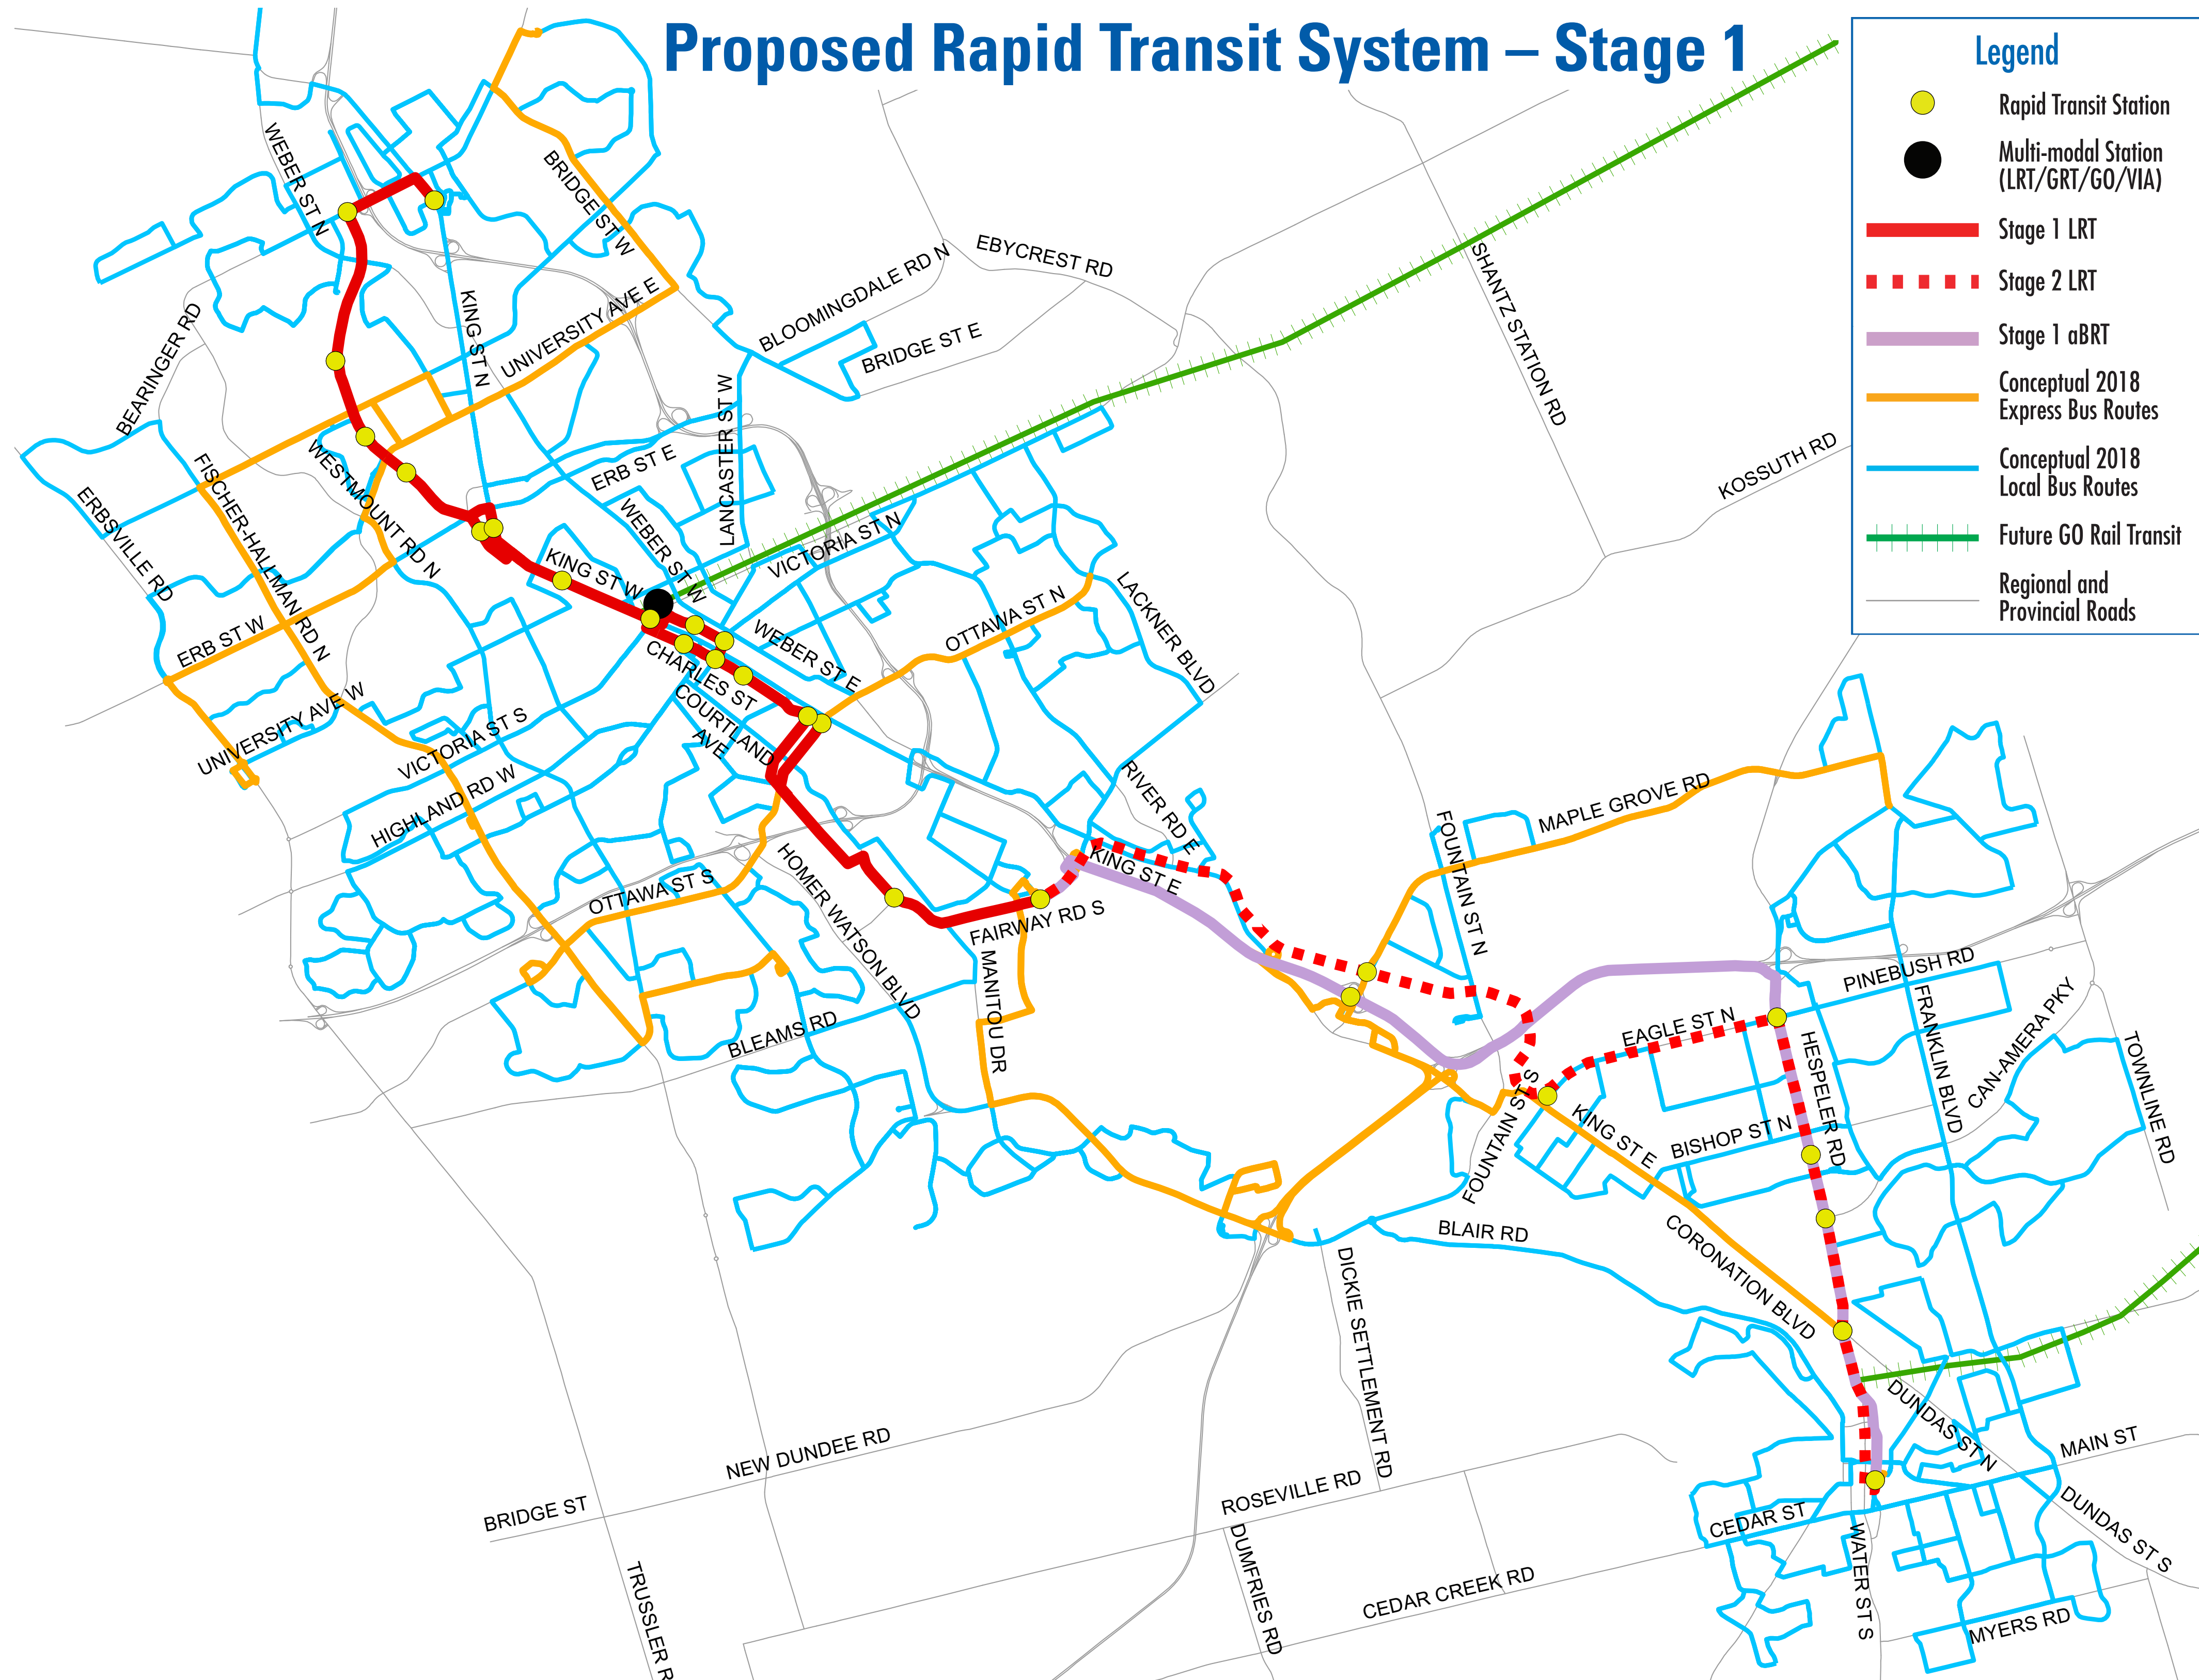 Proposed Rapid Transit System – Stage 1
Legend
Rapid Transit Station
Multi-modal Station
(LRT/GRT/GO/VIA)
Stage 1 LRT
Stage 2 LRT
Stage 1 aBRT
Conceptual 2018
Express Bus Routes
Conceptual 2018
Local Bus Routes
Future GO Rail Transit
Regional and
Provincial Roads
WEBER ST N
BRIDGE ST W
KING ST N
UNIVERSITY AVE E
BLOOMINGDALE RD N
EBYCREST RD
BRIDGE ST E
SHANTZ STATION RD
KOSSUTH RD
BEARINGER RD
LANCASTER ST W
ERB ST E
WESTMOUNT RD N
FISCHER-HALLMAN RD N
ERBSVILLE RD
WEBER ST W
KING ST W
VICTORIA ST N
OTTAWA ST N
LACKNER BLVD
WEBER ST E
CHARLES ST
COURTLAND
AVE
ERB ST W
UNIVERSITY AVE W
VICTORIA ST S
HIGHLAND RD W
RIVER RD E
KING ST E
FAIRWAY RD S
OTTAWA ST S
HOMER WATSON BLVD
MANITOU DR
BLEAMS RD
FOUNTAIN ST N
MAPLE GROVE RD
PINEBUSH RD
EAGLE ST N
HESPELER RD
FRANKLIN BLVD
CAN-AMERA PKY
TOWNLINE RD
FOUNTAIN ST S
KING ST E
BISHOP ST N
BLAIR RD
CORONATION BLVD
DICKIE SETTLEMENT RD
DUNDAS ST N
MAIN ST
NEW DUNDEE RD
BRIDGE ST
ROSEVILLE RD
CEDAR ST
DUNDAS ST S
WATER ST S
TRUSSLER R
DUMFRIES RD
CEDAR CREEK RD
MYERS RD